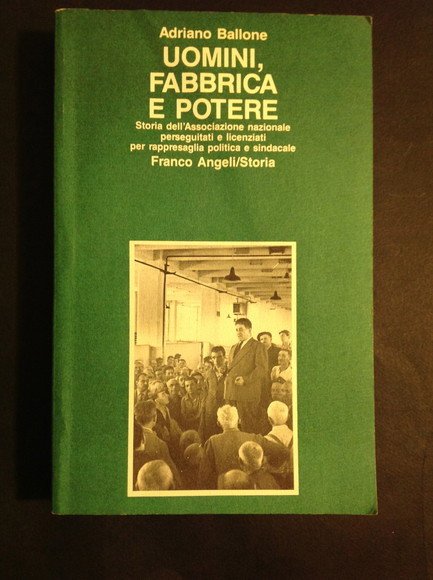 Adriano Ballone
UOMINI,
FABBRICA
E POTERE
Storia dell'Associazione nazionale
perseguitati e licenziati
per rappresaglia politica e sindacale
Franco Angeli/Storia